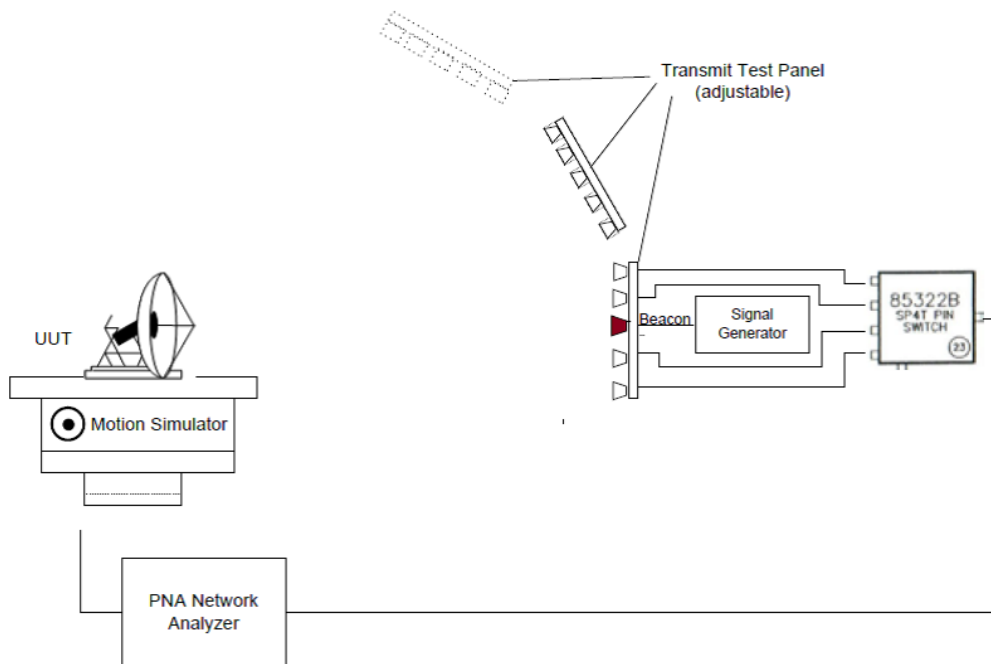 Transmit Test Panel
(adjustable)
85322B
SP4T PIN
SWITCH
23
Beacon
Signal
Generator
UUT
Motion Simulator
PNA Network
Analyzer